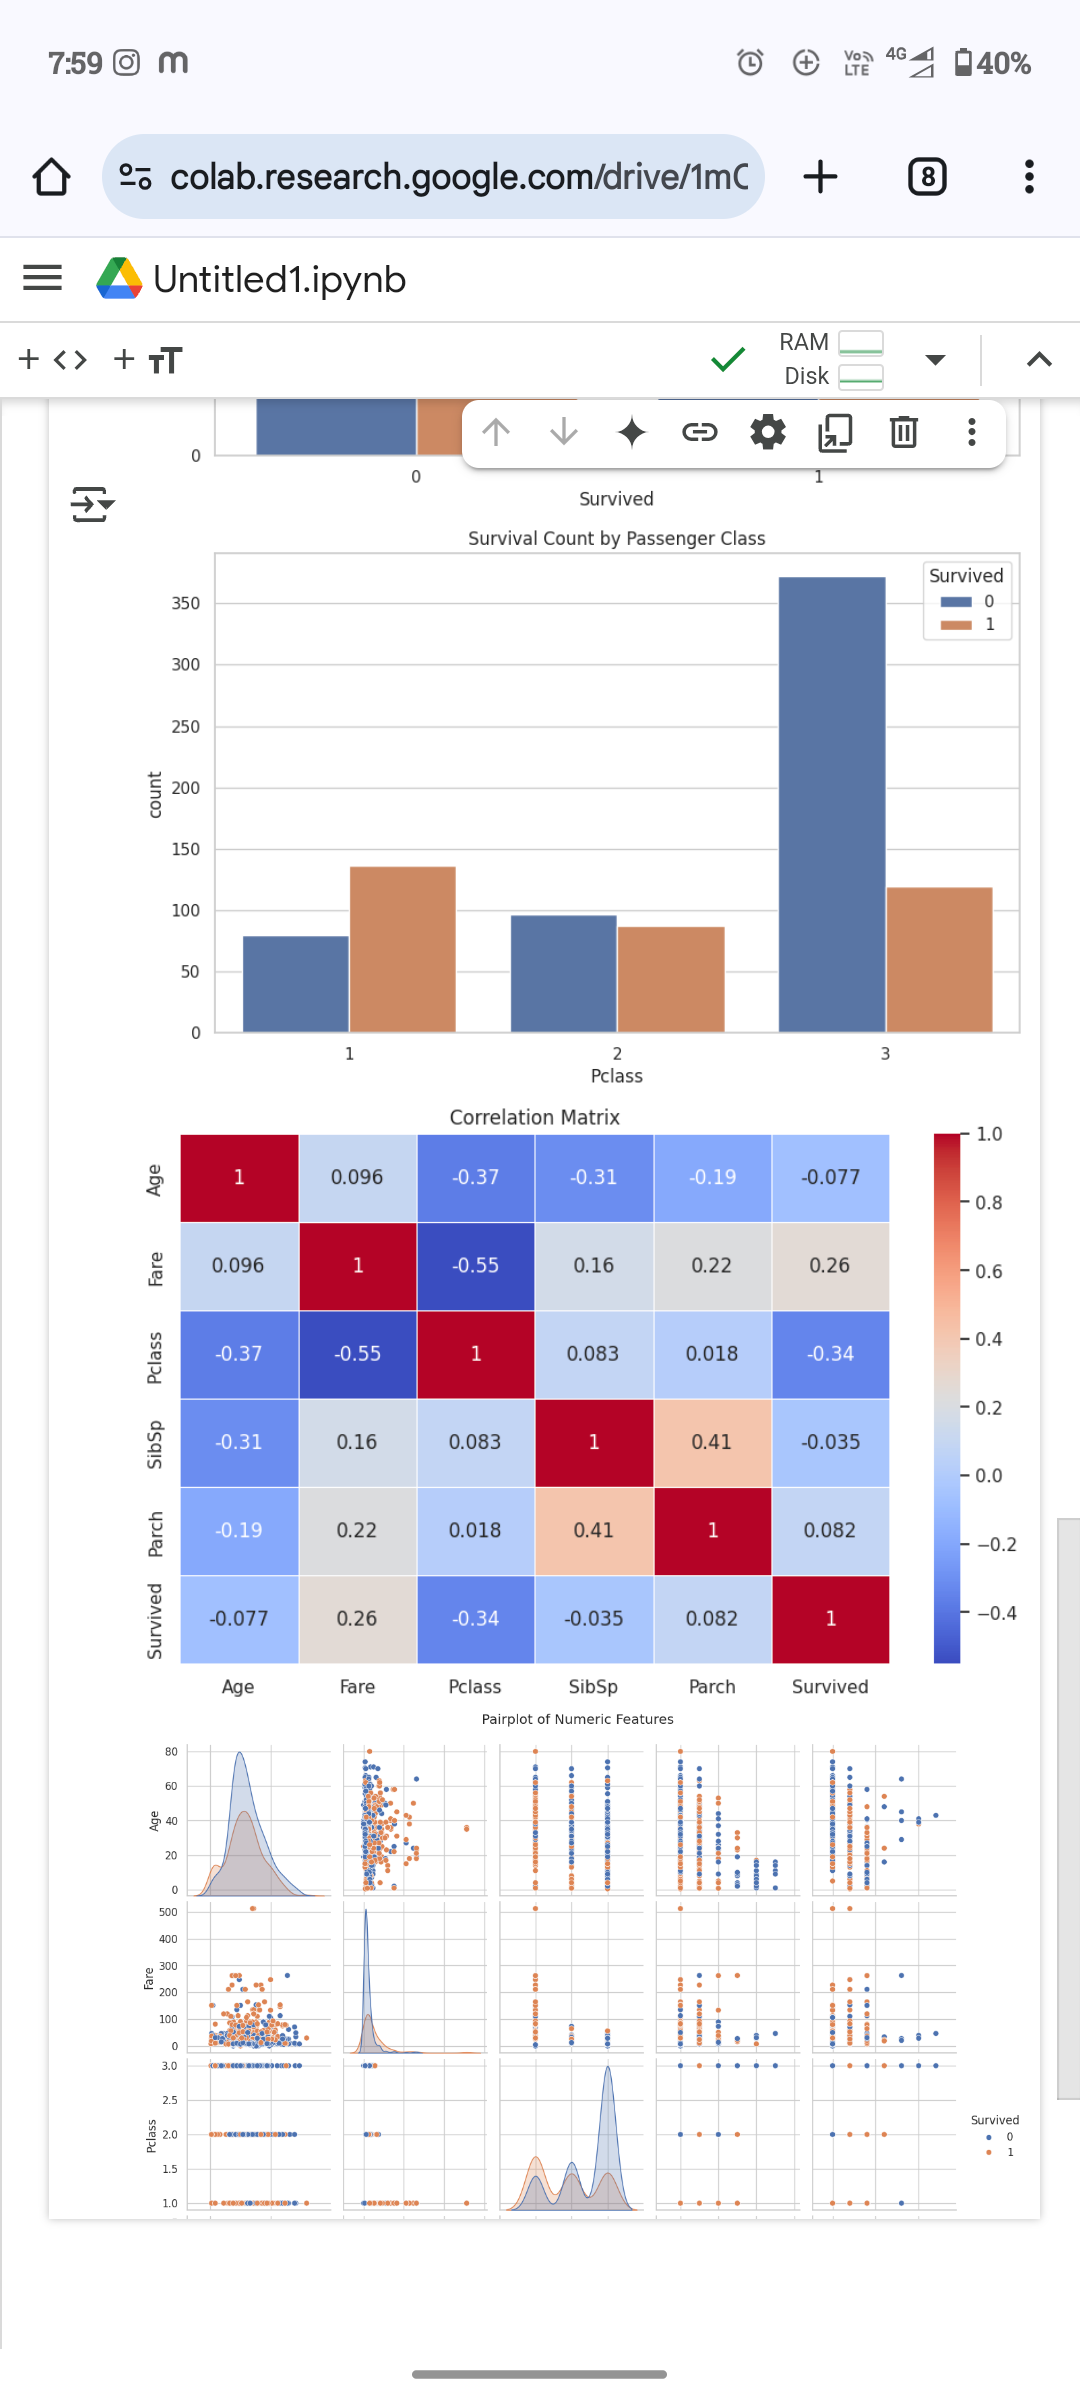 7:59 m VoLTE 4G 40%
colab.research.google.com/drive/1mC 8
Untitled1.ipynb
+ <> + TT RAM
Disk
0
0 1
Survived
Survival Count by Passenger Class
Survived
0
1
350
300
250
200
150
100
50
0
count
1 2 3
Pclass
Correlation Matrix
Age 1 0.096 -0.37 -0.31 -0.19 -0.077
Fare 0.096 1 -0.55 0.16 0.22 0.26
Pclass -0.37 -0.55 1 0.083 0.018 -0.34
SibSp -0.31 0.16 0.083 1 0.41 -0.035
Parch -0.19 0.22 0.018 0.41 1 0.082
Survived -0.077 0.26 -0.34 -0.035 0.082 1
Age Fare Pclass SibSp Parch Survived
1.0
0.8
0.6
0.4
0.2
0.0
−0.2
−0.4
Pairplot of Numeric Features
80
60
40
20
0
Age
500
400
300
200
100
0
Fare
3.0
2.5
2.0
1.5
1.0
Pclass
Survived
0
1